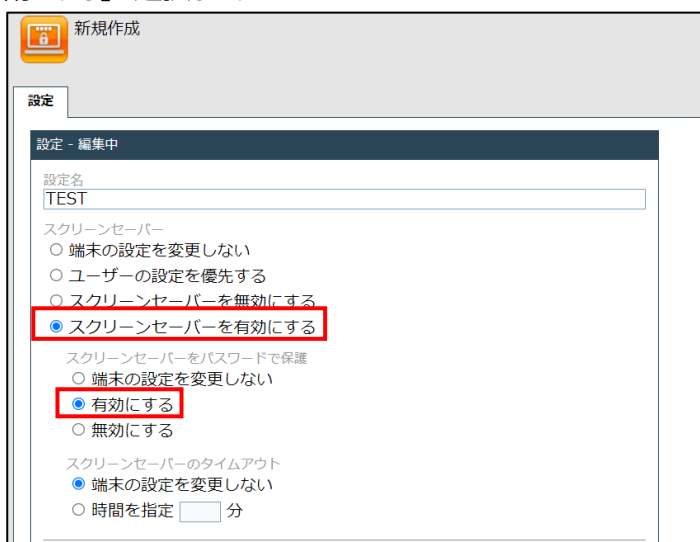 新規作成
設定
設定 - 編集中
設定名
TEST
スクリーンセーバー
端末の設定を変更しない
ユーザーの設定を優先する
スクリーンセーバーを無効にする
スクリーンセーバーを有効にする
スクリーンセーバーをパスワードで保護
端末の設定を変更しない
有効にする
無効にする
スクリーンセーバーのタイムアウト
端末の設定を変更しない
時間を指定 分